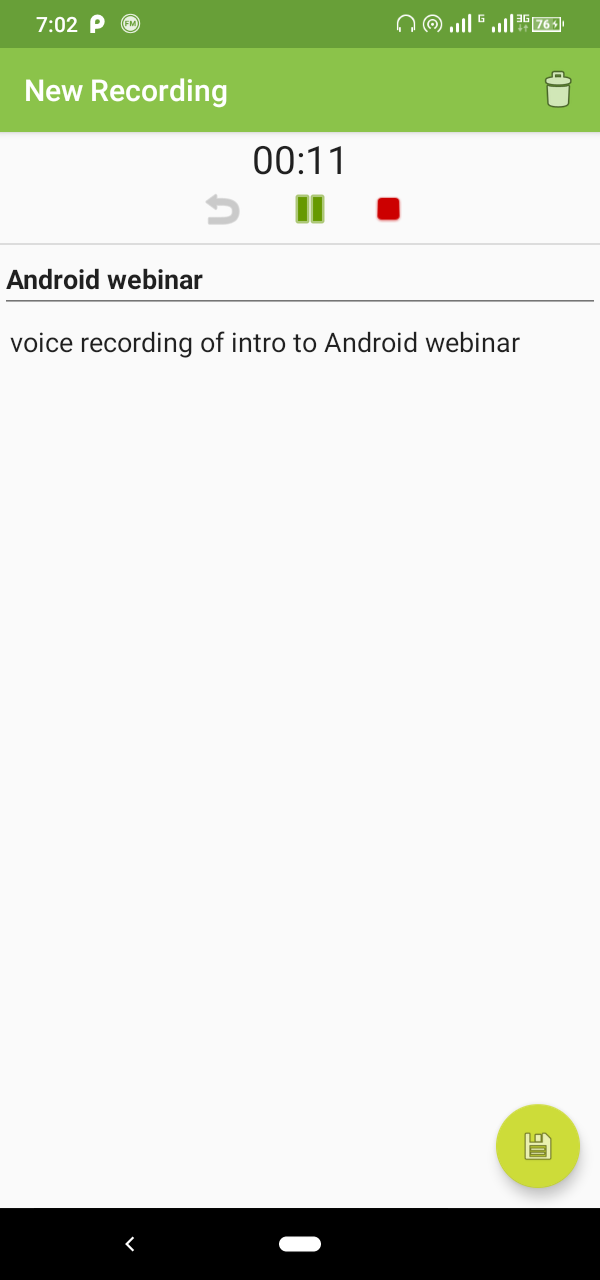 7:02 P FM G 3G 76
New Recording
00:11
Android webinar
voice recording of intro to Android webinar